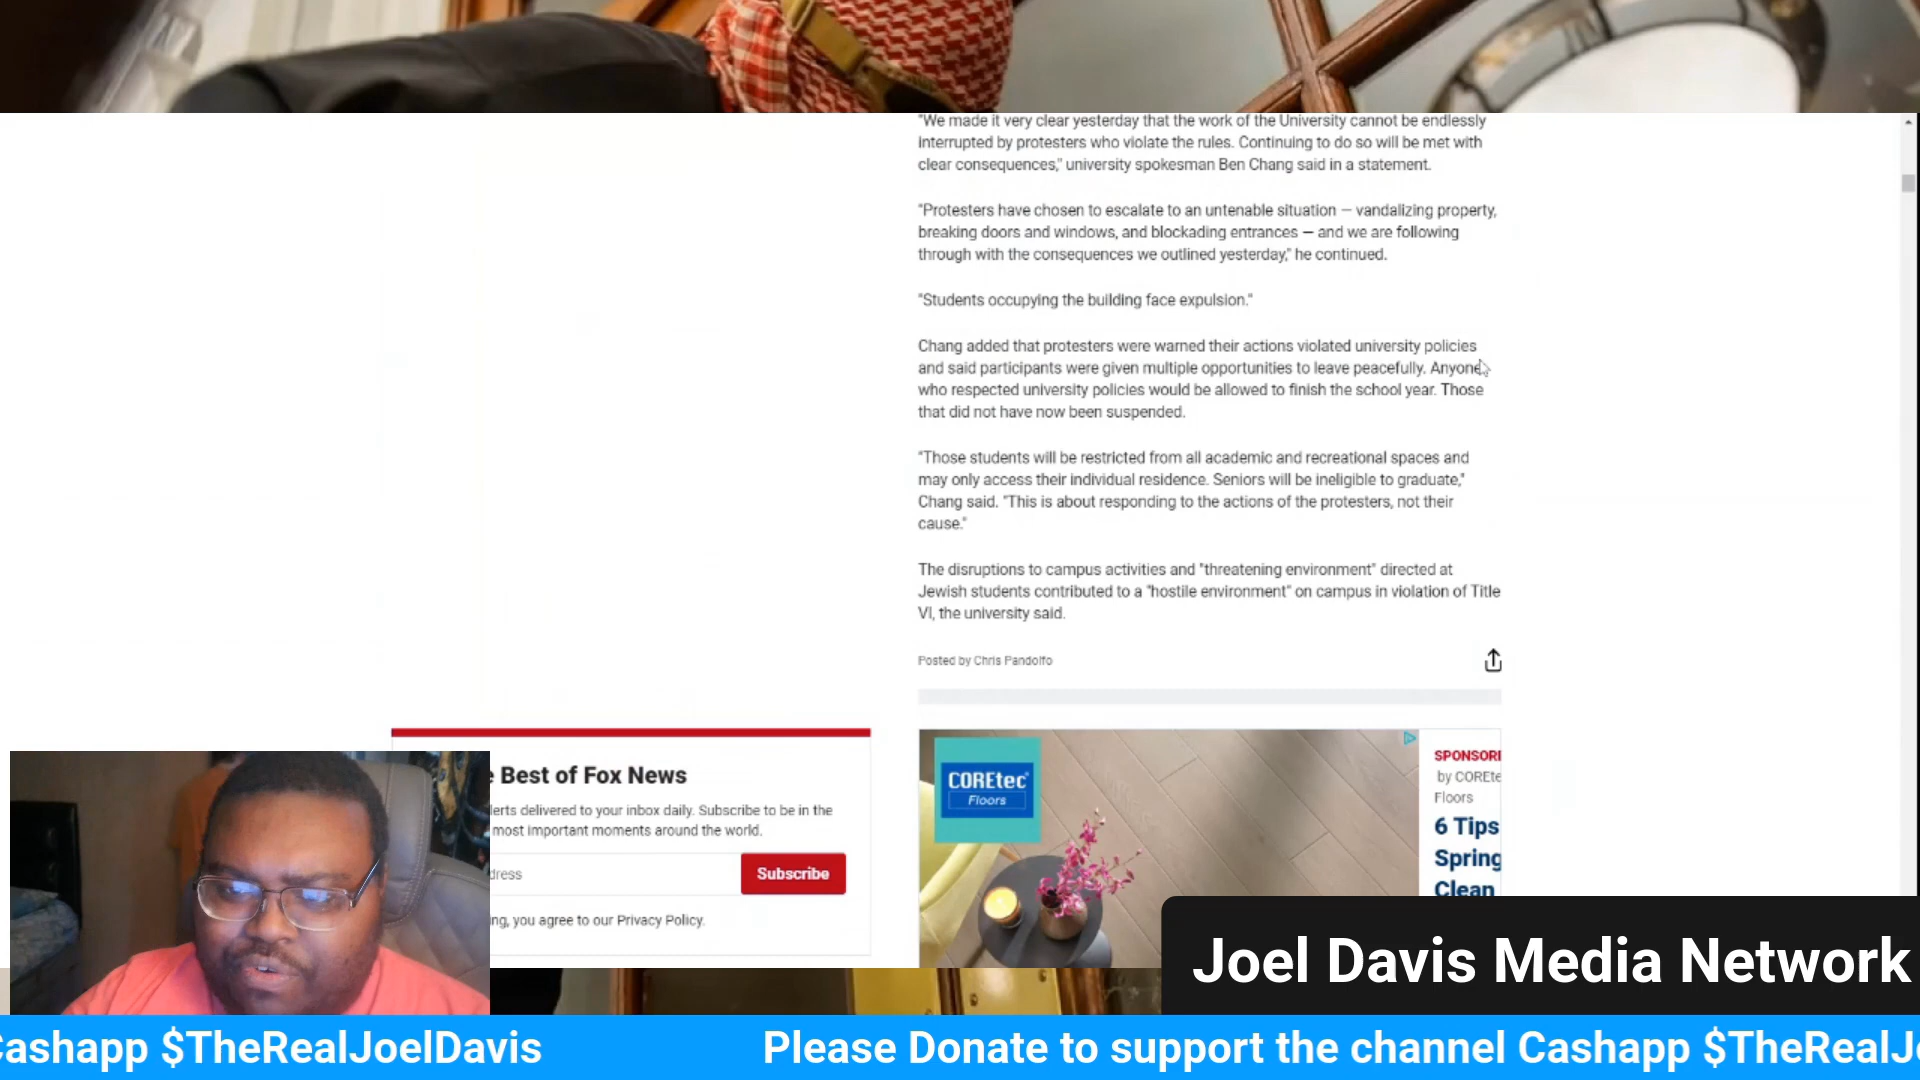 "We made it very clear yesterday that the work of the University cannot be endlessly
interrupted by protesters who violate the rules. Continuing to do so will be met with
clear consequences," university spokesman Ben Chang said in a statement.
"Protesters have chosen to escalate to an untenable situation — vandalizing property,
breaking doors and windows, and blockading entrances — and we are following
through with the consequences we outlined yesterday," he continued.
"Students occupying the building face expulsion."
Chang added that protesters were warned their actions violated university policies
and said participants were given multiple opportunities to leave peacefully. Anyone
who respected university policies would be allowed to finish the school year. Those
that did not have now been suspended.
"Those students will be restricted from all academic and recreational spaces and
may only access their individual residence. Seniors will be ineligible to graduate,"
Chang said. "This is about responding to the actions of the protesters, not their
cause."
The disruptions to campus activities and "threatening environment" directed at
Jewish students contributed to a "hostile environment" on campus in violation of Title
VI, the university said.
Posted by Chris Pandolfo
e Best of Fox News
lerts delivered to your inbox daily. Subscribe to be in the
most important moments around the world.
dress
Subscribe
ng, you agree to our Privacy Policy.
COREtec
Floors
SPONSOR
by COREte
Floors
6 Tips
Spring
Clean
Joel Davis Media Network
Cashapp $TheRealJoelDavis
Please Donate to support the channel Cashapp $TheRealJo